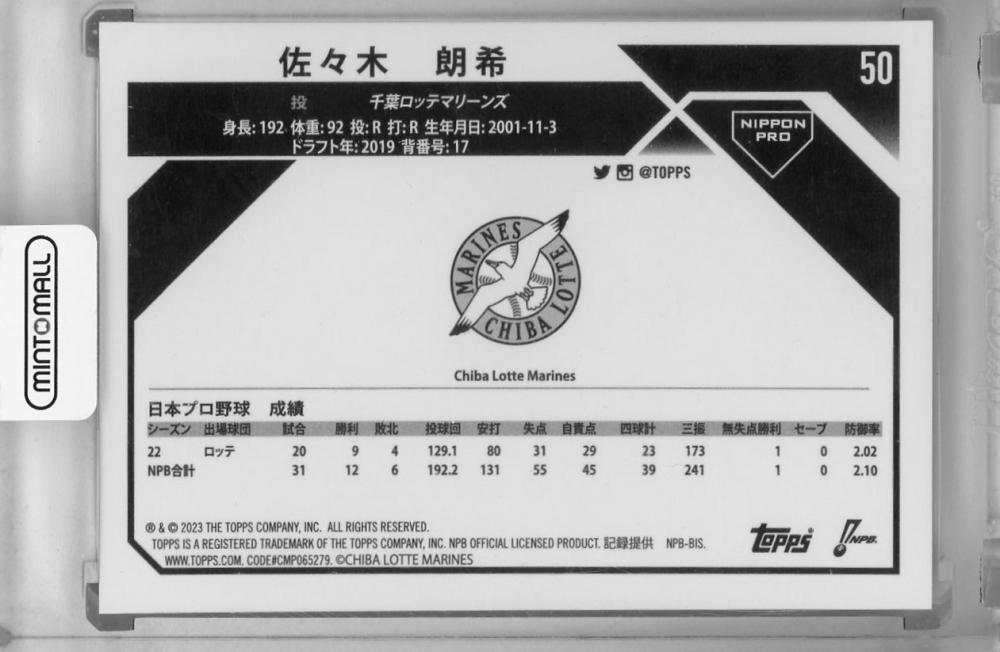 佐々木 朗希
50
投 千葉ロッテマリーンズ
身長: 192 体重: 92 投: R 打: R 生年月日: 2001-11-3
ドラフト年: 2019 背番号: 17
NIPPON
PRO
@TOPPS
MARINES
CHIBA LOTTE
Chiba Lotte Marines
MINTOMALL
日本プロ野球 成績
シーズン 出場球団 試合 勝利 敗北 投球回 安打 失点 自責点 四球計 三振 無失点勝利 セーブ 防御率
22 ロッテ 20 9 4 129.1 80 31 29 23 173 1 0 2.02
NPB合計 31 12 6 192.2 131 55 45 39 241 1 0 2.10
® & © 2023 THE TOPPS COMPANY, INC. ALL RIGHTS RESERVED.
TOPPS IS A REGISTERED TRADEMARK OF THE TOPPS COMPANY, INC. NPB OFFICIAL LICENSED PRODUCT. 記録提供 NPB-BIS.
WWW.TOPPS.COM. CODE#CMP065279. ©CHIBA LOTTE MARINES
Topps®
NPB®